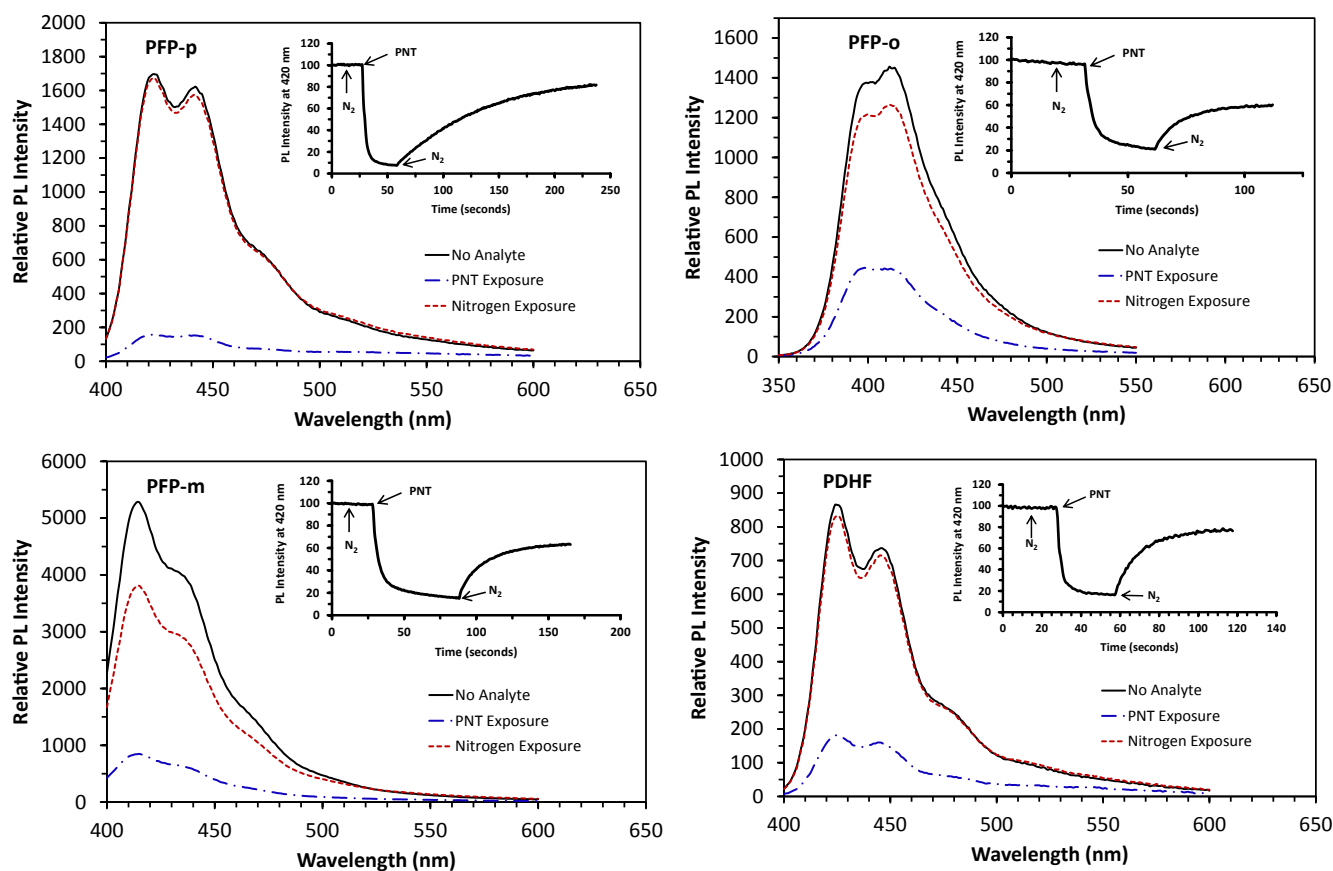 PFP-p
Relative PL Intensity
2000
1800
1600
1400
1200
1000
800
600
400
200
0
400
450
500
550
600
650
Wavelength (nm)
PL Intensity at 420 nm
120
100
80
60
40
20
0
0
50
100
150
200
250
Time (seconds)
PNT
N2
N2
No Analyte
PNT Exposure
Nitrogen Exposure
PFP-o
Relative PL Intensity
1600
1400
1200
1000
800
600
400
200
0
350
400
450
500
550
600
650
Wavelength (nm)
PL Intensity at 420 nm
120
100
80
60
40
20
0
0
50
100
Time (seconds)
PNT
N2
N2
No Analyte
PNT Exposure
Nitrogen Exposure
PFP-m
Relative PL Intensity
6000
5000
4000
3000
2000
1000
0
400
450
500
550
600
650
Wavelength (nm)
PL Intensity at 420 nm
120
100
80
60
40
20
0
0
50
100
150
200
Time (seconds)
PNT
N2
N2
No Analyte
PNT Exposure
Nitrogen Exposure
PDHF
Relative PL Intensity
1000
900
800
700
600
500
400
300
200
100
0
400
450
500
550
600
650
Wavelength (nm)
PL Intensity at 420 nm
120
100
80
60
40
20
0
0
20
40
60
80
100
120
140
Time (seconds)
PNT
N2
N2
No Analyte
PNT Exposure
Nitrogen Exposure